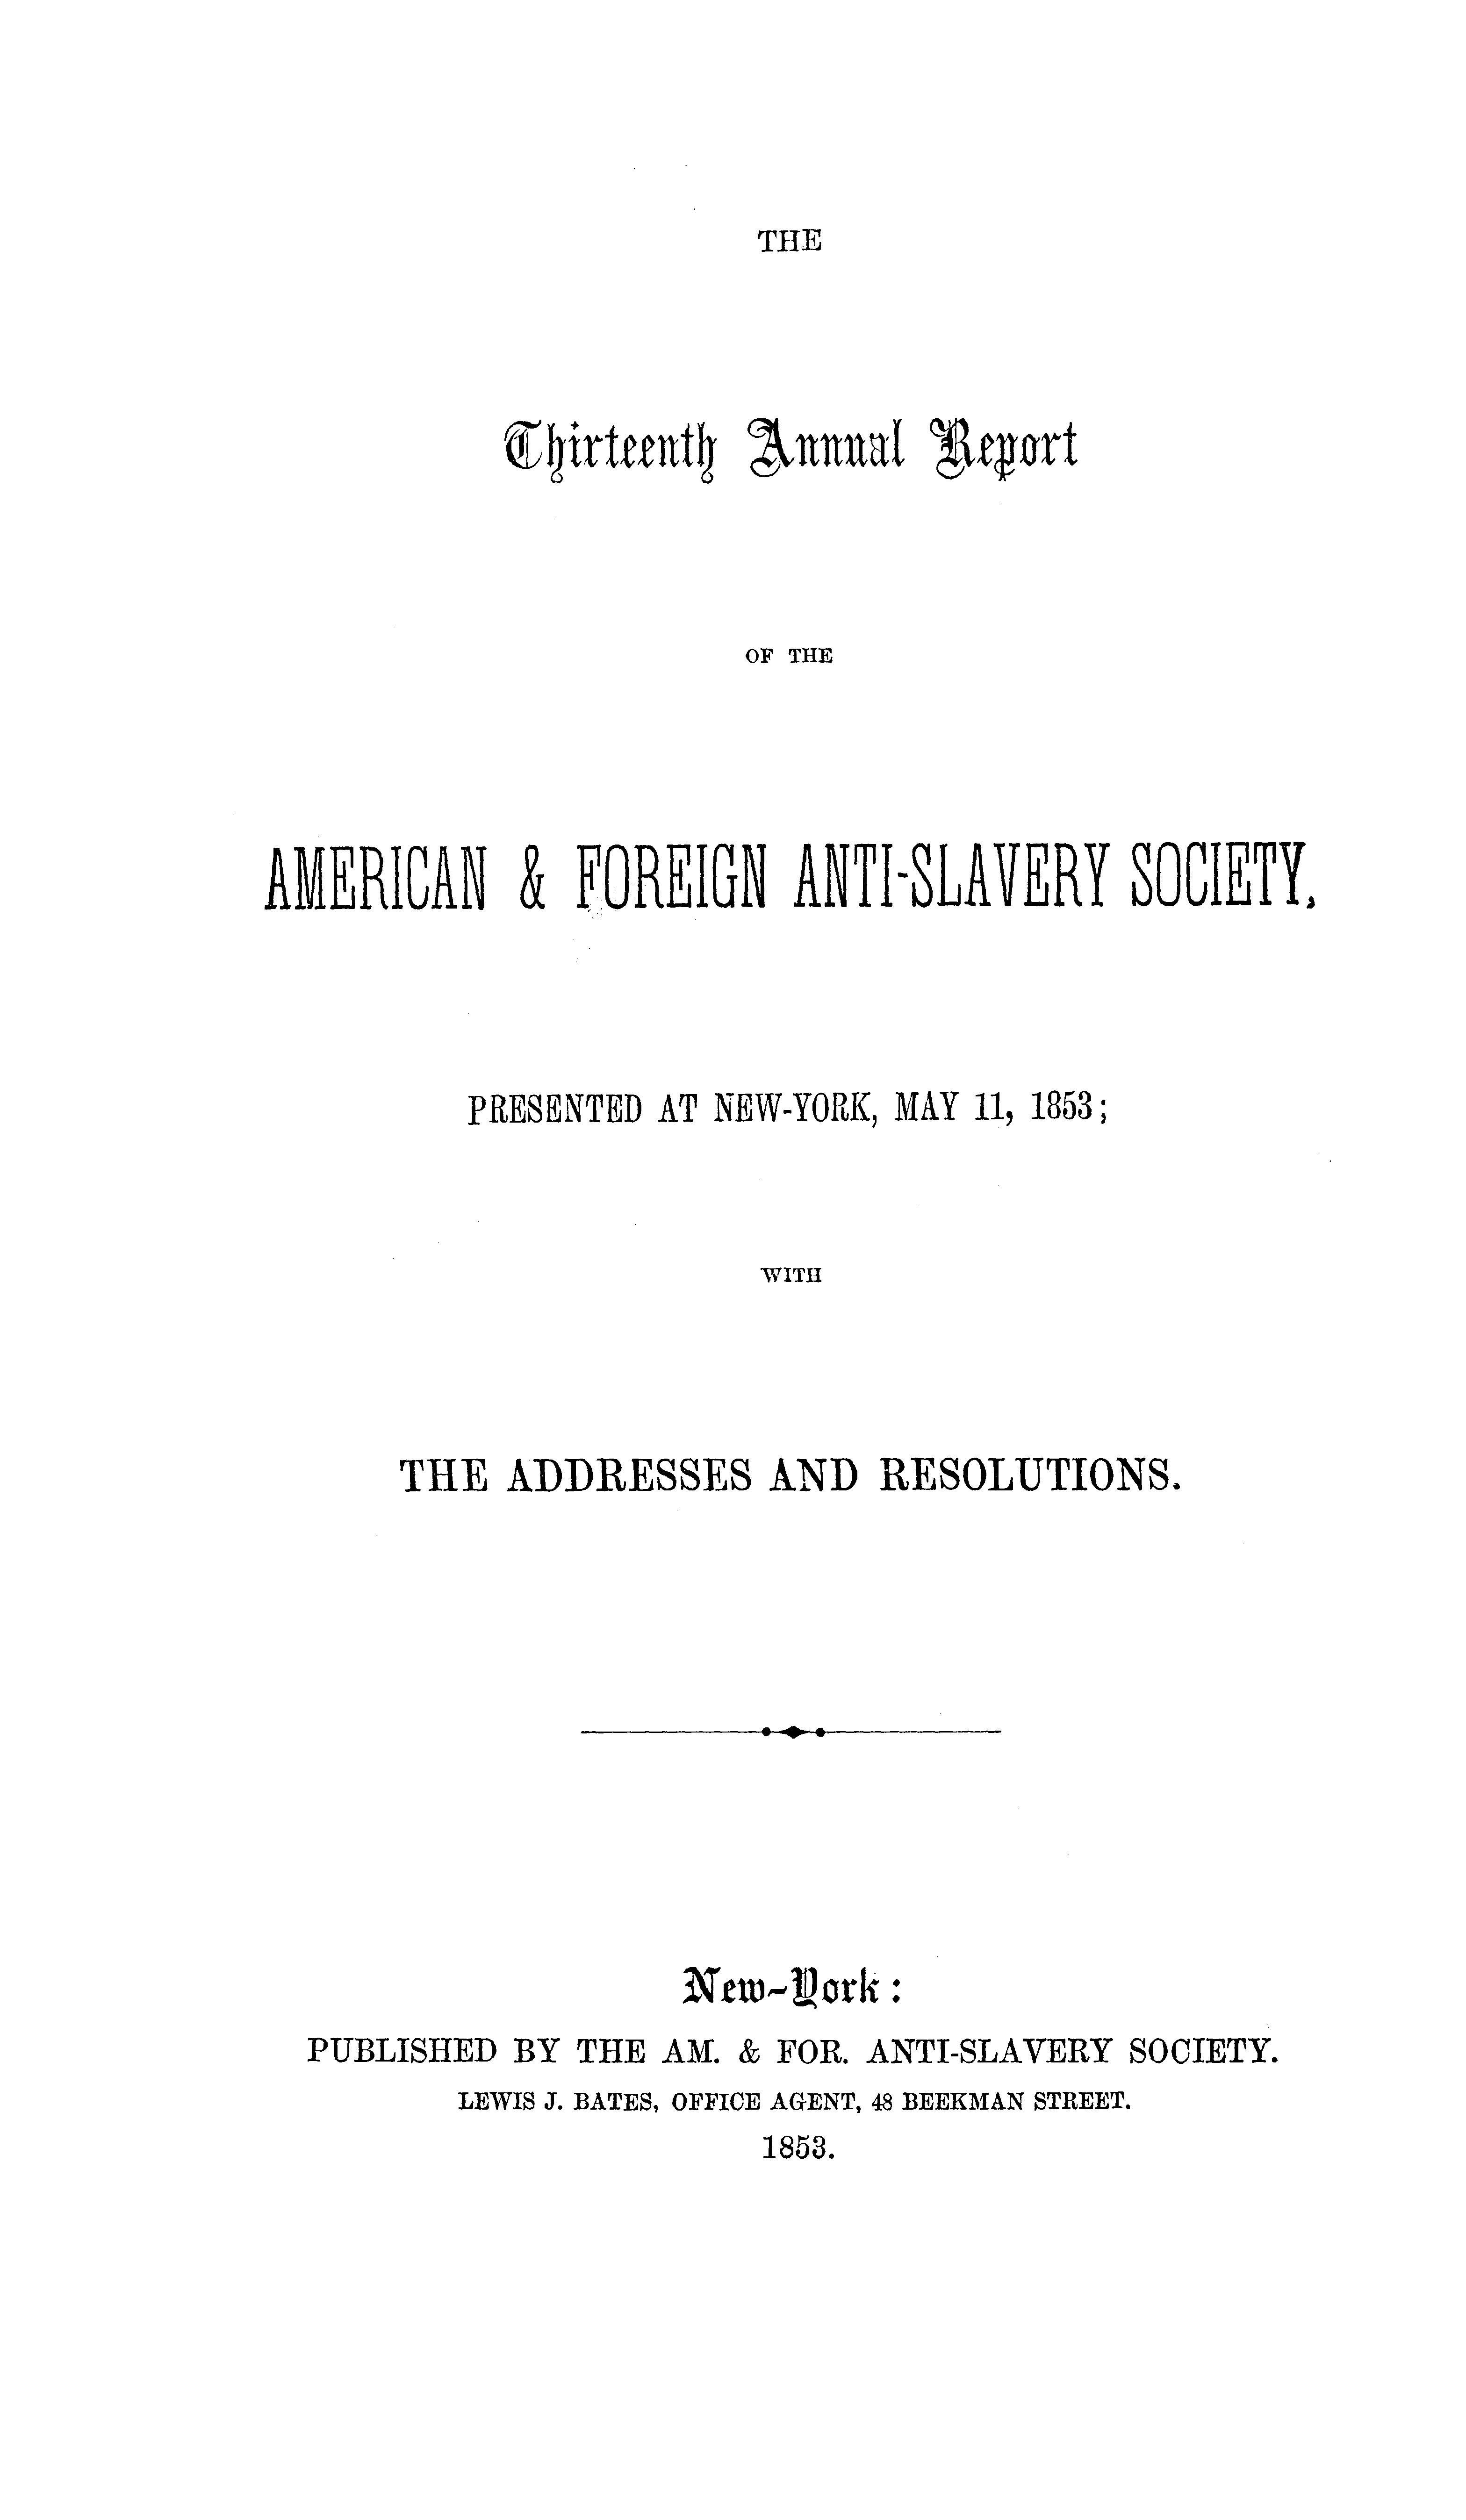 THE
Thirteenth Annual Report
OF THE
AMERICAN & FOREIGN ANTI-SLAVERY SOCIETY,
PRESENTED AT NEW-YORK, MAY 11, 1853;
WITH
THE ADDRESSES AND RESOLUTIONS.
New-York:
PUBLISHED BY THE AM. & FOR. ANTI-SLAVERY SOCIETY.
LEWIS J. BATES, OFFICE AGENT, 48 BEEKMAN STREET.
1853.